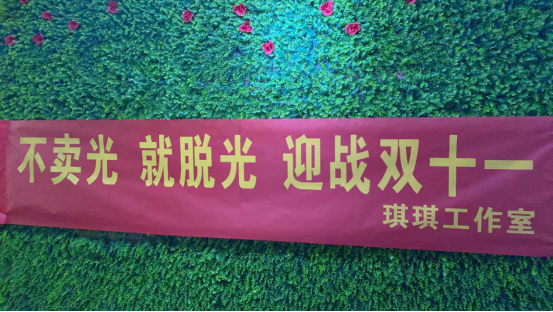 不卖光 就脱光 迎战双十一
琪琪工作室